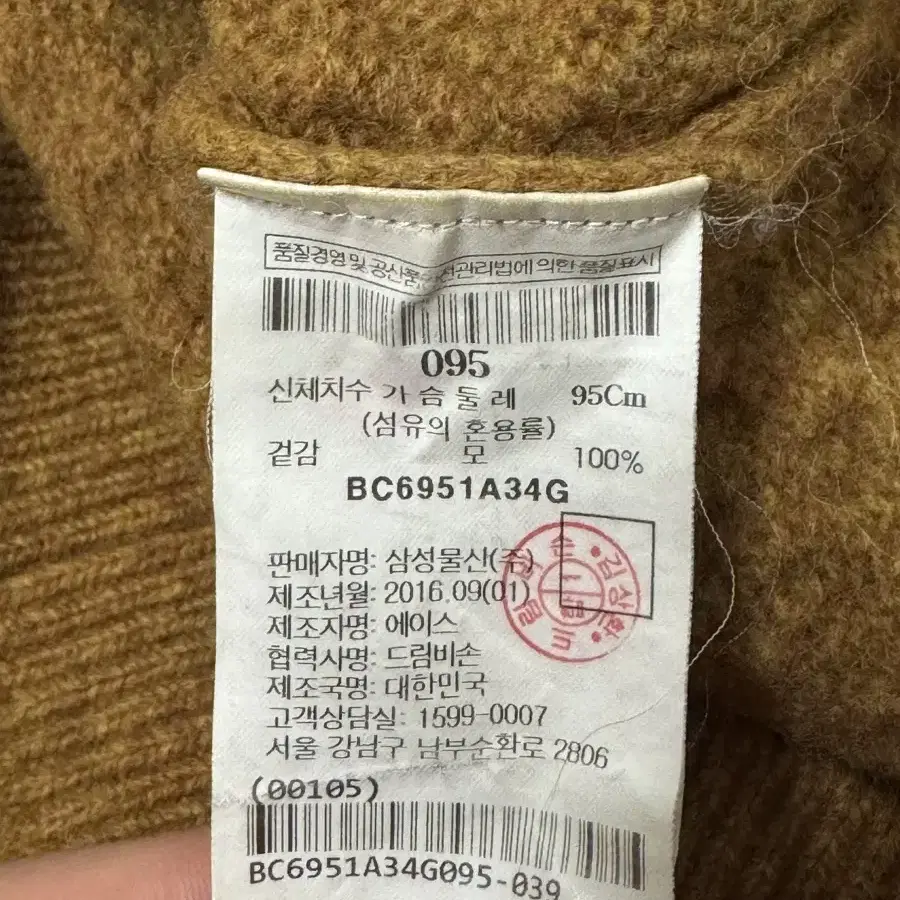 품질경영및 공산품안전관리법에 의한 품질표시
095
신체치수 가슴둘레 95Cm
(섬유의 혼용률)
겉감 모 100%
BC6951A34G
판매자명: 삼성물산(주)
제조년월: 2016.09(01)
제조자명: 에이스
협력사명: 드림비손
제조국명: 대한민국
고객상담실: 1599-0007
서울 강남구 남부순환로 2806
(00105)
BC6951A34G095-039